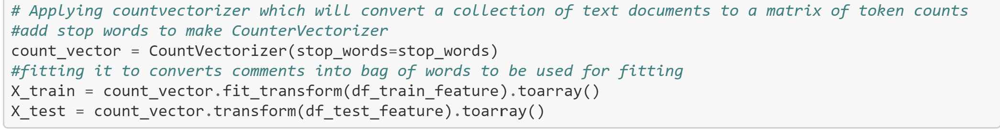 # Applying countvectorizer which will convert a collection of text documents to a matrix of token counts
#add stop words to make CounterVectorizer
count_vector = CountVectorizer(stop_words=stop_words)
#fitting it to converts comments into bag of words to be used for fitting
X_train = count_vector.fit_transform(df_train_feature).toarray()
X_test = count_vector.transform(df_test_feature).toarray()